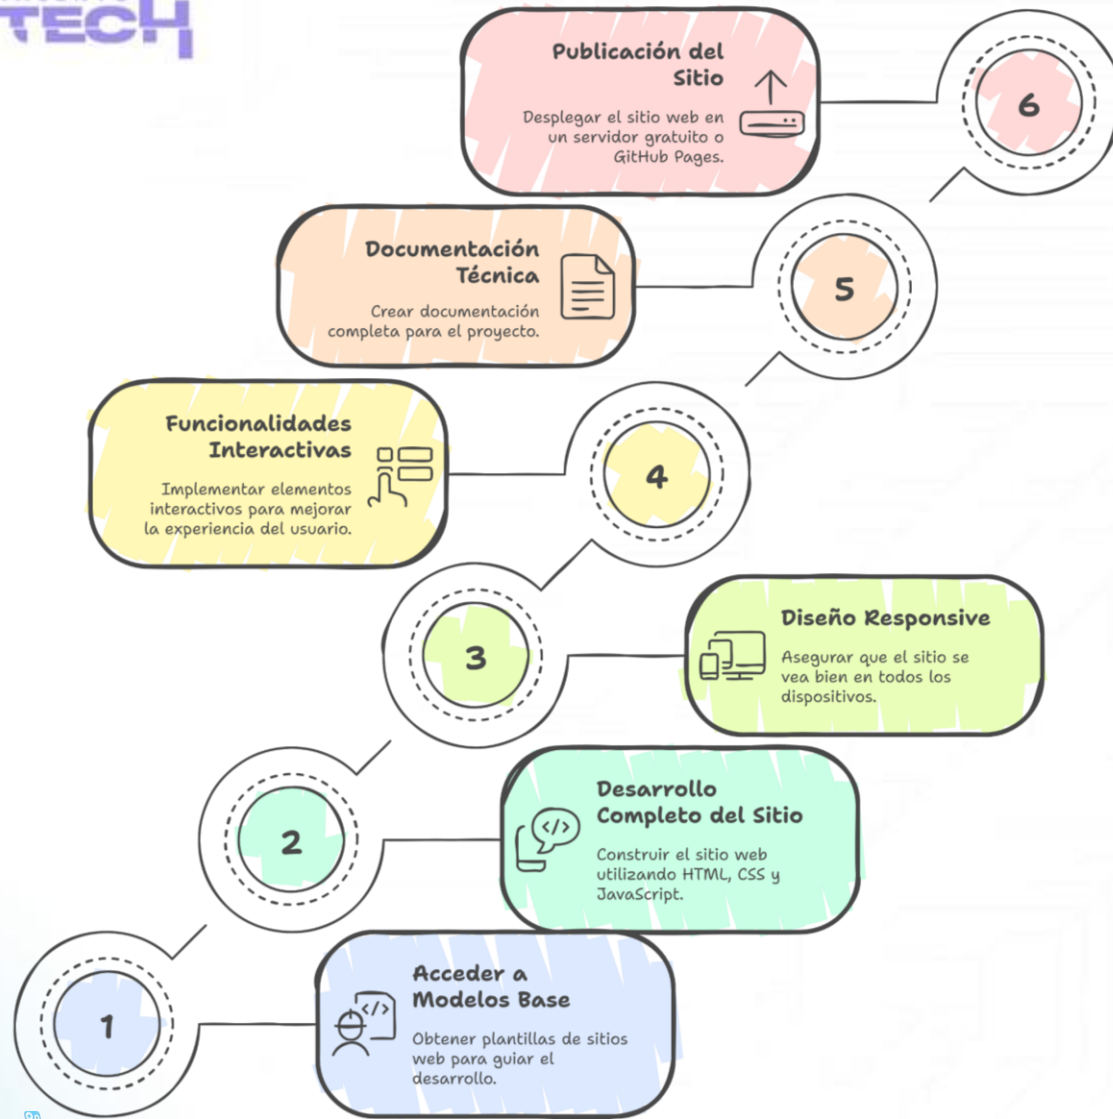 TECH
6
Publicación del
Sitio
Desplegar el sitio web en
un servidor gratuito o
GitHub Pages.
5
Documentación
Técnica
Crear documentación
completa para el proyecto.
4
Funcionalidades
Interactivas
Implementar elementos
interactivos para mejorar
la experiencia del usuario.
3
Diseño Responsive
Asegurar que el sitio se
vea bien en todos los
dispositivos.
2
Desarrollo
Completo del Sitio
Construir el sitio web
utilizando HTML, CSS y
JavaScript.
1
Acceder a
Modelos Base
Obtener plantillas de sitios
web para guiar el
desarrollo.